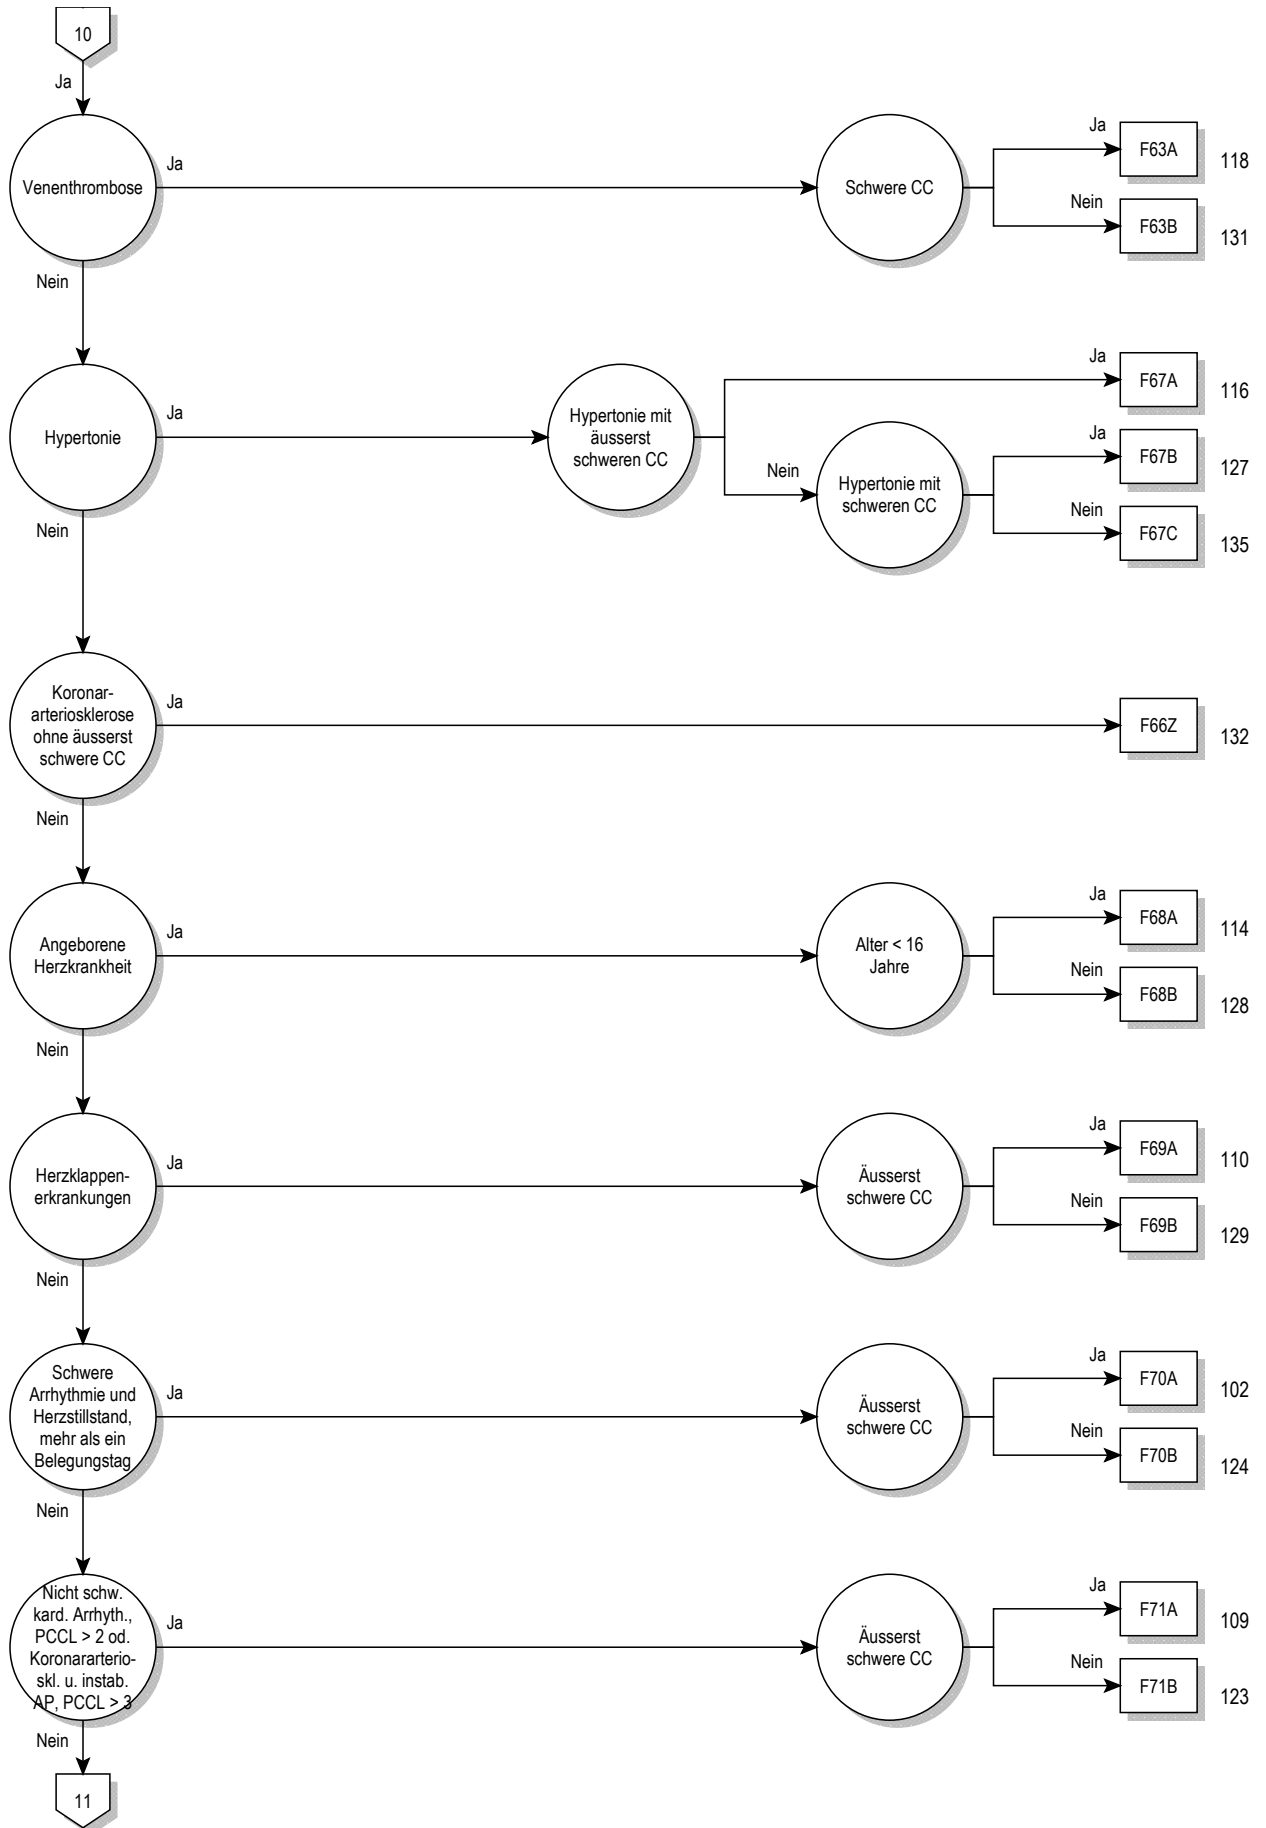 10
Ja
Venenthrombose
Ja
Schwere CC
Ja
F63A
118
Nein
F63B
131
Nein
Hypertonie
Ja
Hypertonie mit
äusserst
schweren CC
Ja
F67A
116
Nein
Hypertonie mit
schweren CC
Ja
F67B
127
Nein
F67C
135
Nein
Koronar-
arteriosklerose
ohne äusserst
schwere CC
Ja
F66Z
132
Nein
Angeborene
Herzkrankheit
Ja
Alter < 16
Jahre
Ja
F68A
114
Nein
F68B
128
Nein
Herzklappen-
erkrankungen
Ja
Äusserst
schwere CC
Ja
F69A
110
Nein
F69B
129
Nein
Schwere
Arrhythmie und
Herzstillstand,
mehr als ein
Belegungstag
Ja
Äusserst
schwere CC
Ja
F70A
102
Nein
F70B
124
Nein
Nicht schw.
kard. Arrhyth.,
PCCL > 2 od.
Koronararterio-
skl. u. instab.
AP, PCCL > 3
Ja
Äusserst
schwere CC
Ja
F71A
109
Nein
F71B
123
Nein
11